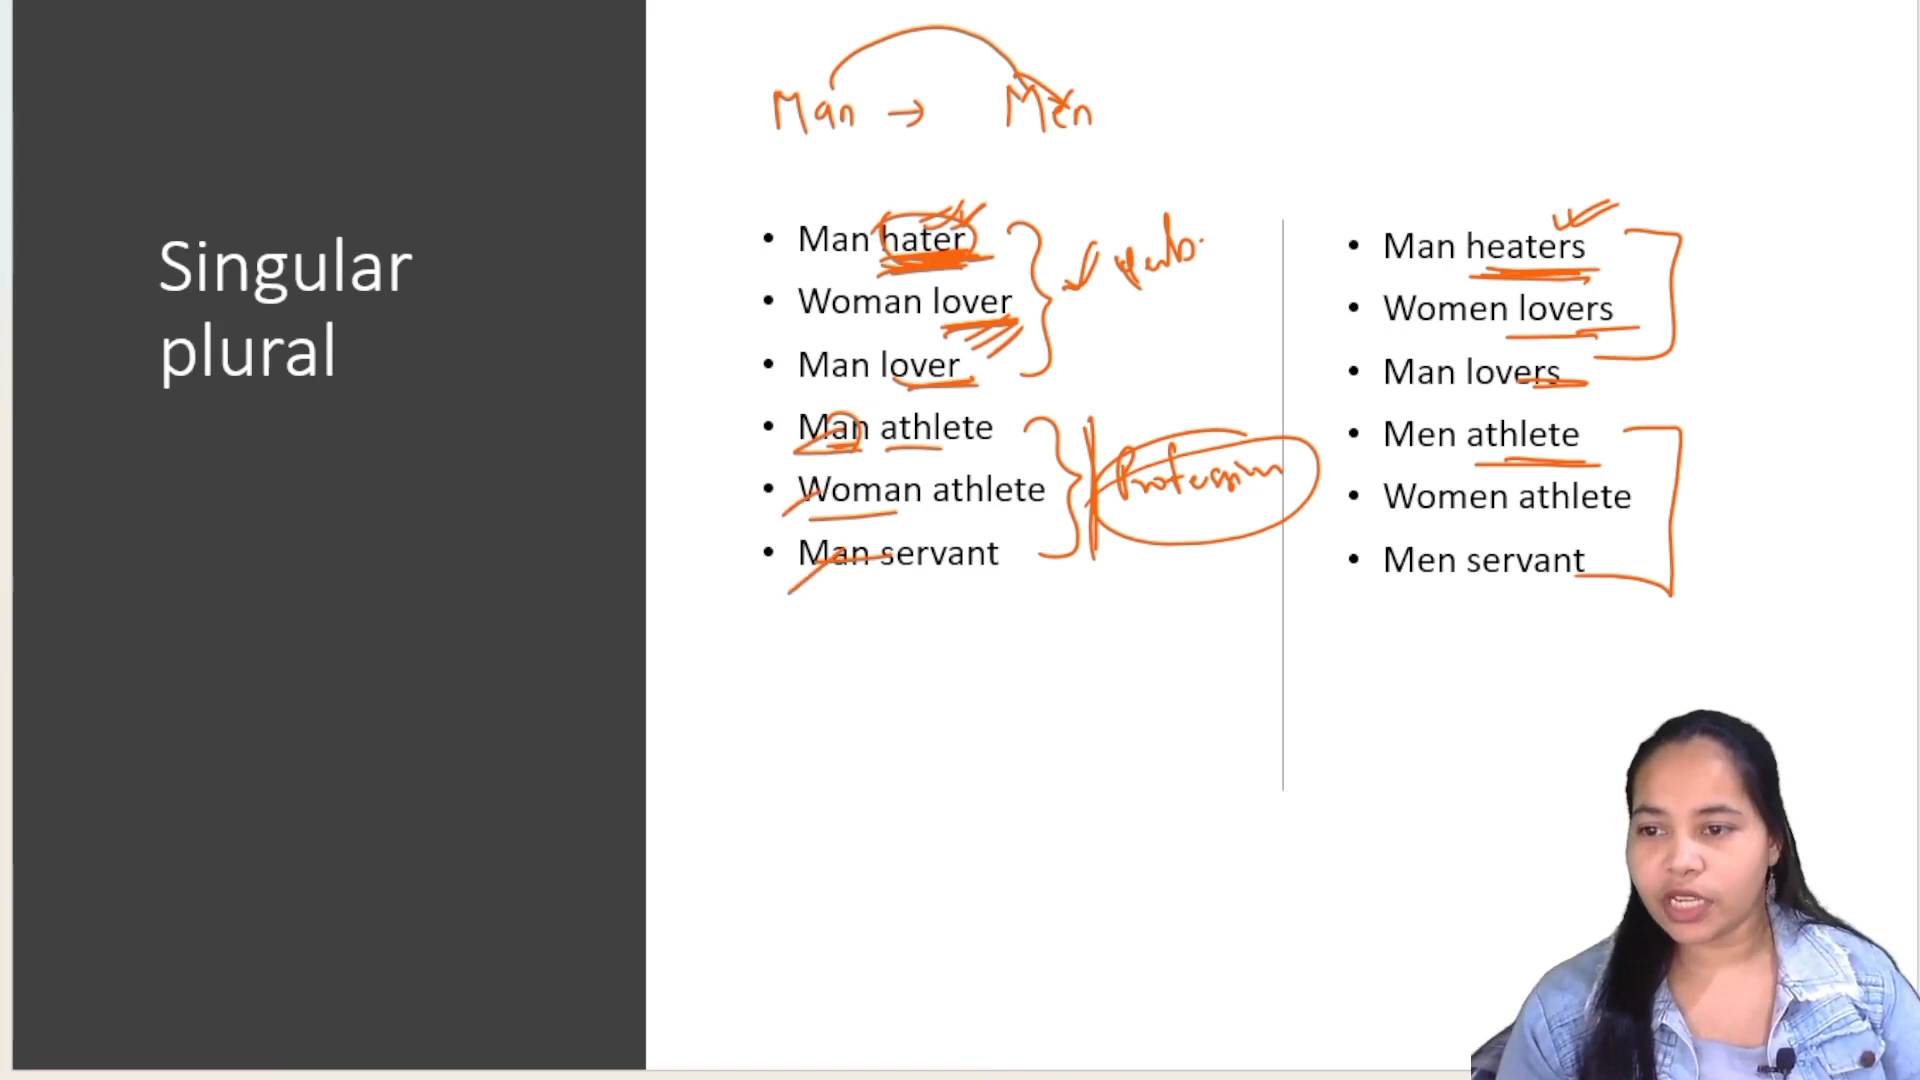 Singular
plural
Man → Men
• Man hater
• Woman lover
• Man lover
• Man athlete
• Woman athlete
• Man servant
Profession
• Man heaters
• Women lovers
• Man lovers
• Men athlete
• Women athlete
• Men servant